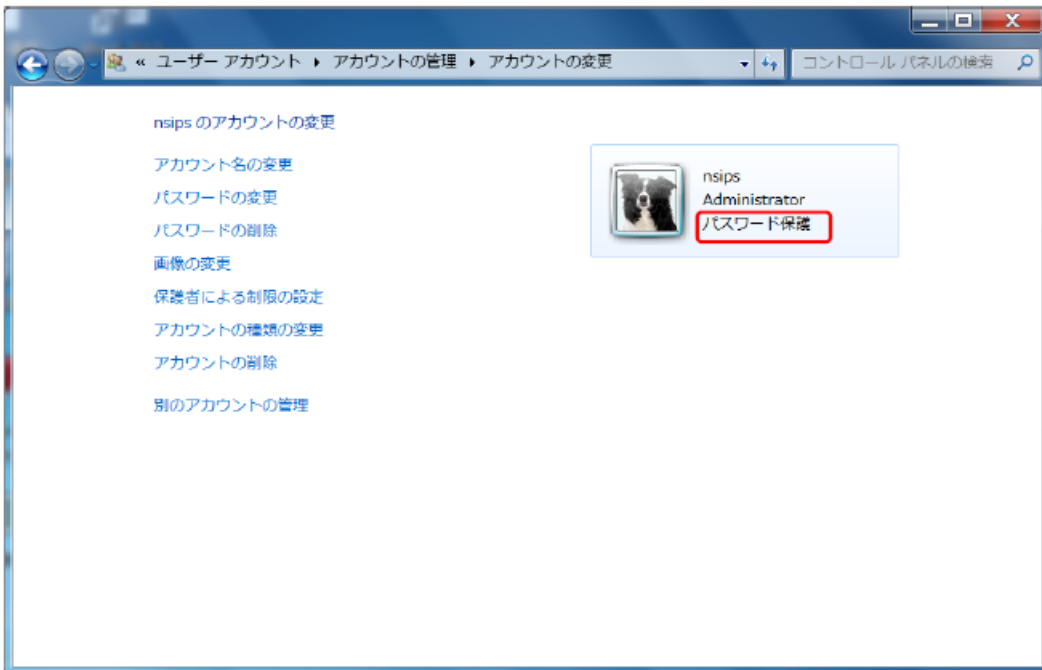 « ユーザー アカウント ▸ アカウントの管理 ▸ アカウントの変更
コントロール パネルの検索
nsips のアカウントの変更
アカウント名の変更
パスワードの変更
パスワードの削除
画像の変更
保護者による制限の設定
アカウントの種類の変更
アカウントの削除
別のアカウントの管理
nsips
Administrator
パスワード保護